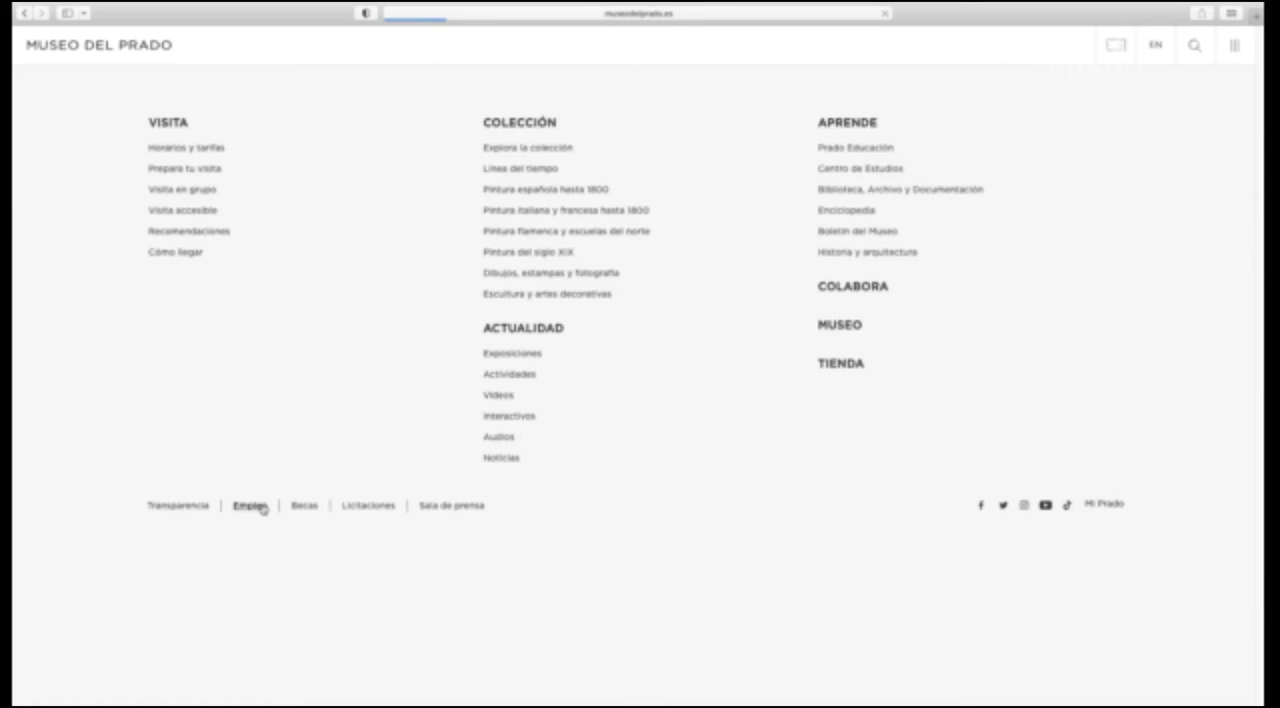 museodelprado.es
MUSEO DEL PRADO
EN
VISITA
Horarios y tarifas
Prepara tu visita
Visita en grupo
Visita accesible
Recomendaciones
Cómo llegar
COLECCIÓN
Explora la colección
Línea del tiempo
Pintura española hasta 1800
Pintura italiana y francesa hasta 1800
Pintura flamenca y escuelas del norte
Pintura del siglo XIX
Dibujos, estampas y fotografía
Escultura y artes decorativas
ACTUALIDAD
Exposiciones
Actividades
Vídeos
Interactivos
Audios
Noticias
APRENDE
Prado Educación
Centro de Estudios
Biblioteca, Archivo y Documentación
Enciclopedia
Boletín del Museo
Historia y arquitectura
COLABORA
MUSEO
TIENDA
Transparencia | Empleo | Becas | Licitaciones | Sala de prensa
Mi Prado